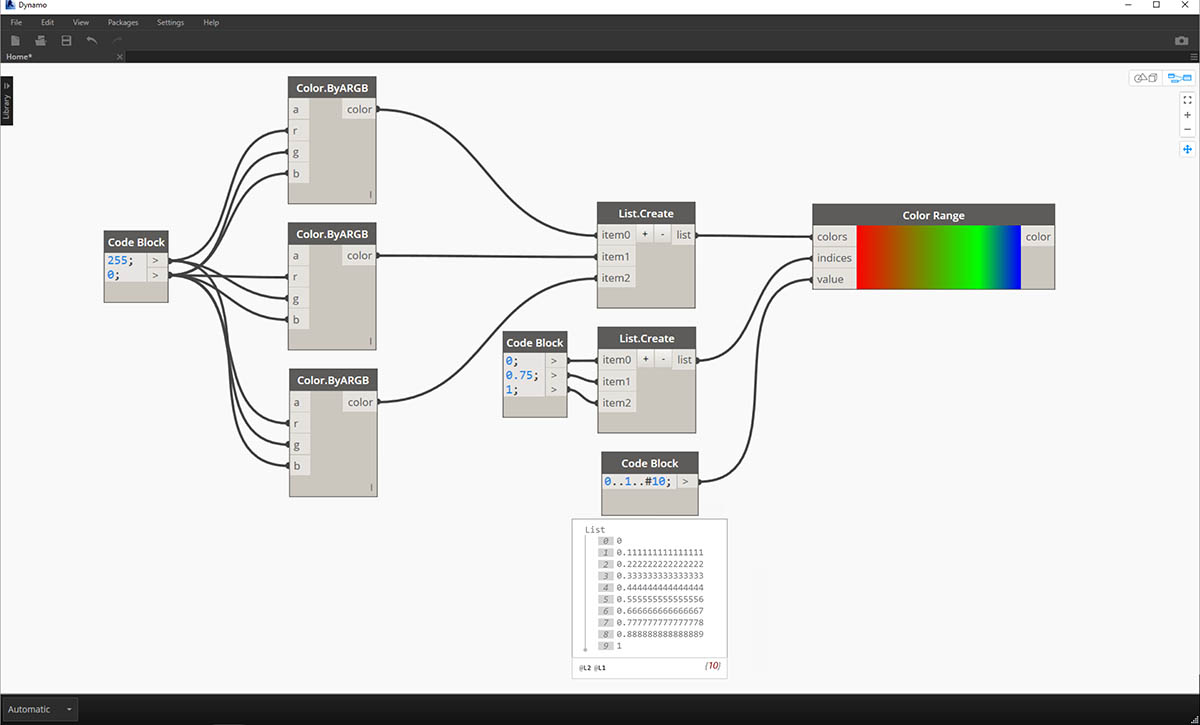 Dynamo
File Edit View Packages Settings Help
Home*
Library
Color.ByARGB
a color
r
g
b
l
Color.ByARGB
a color
r
g
b
l
Color.ByARGB
a color
r
g
b
l
Code Block
255; >
0; >
List.Create
item0 + - list
item1
item2
Code Block
0; >
0.75; >
1; >
List.Create
item0 + - list
item1
item2
Code Block
0..1..#10; >
Color Range
colors color
indices
value
List
0 0
1 0.111111111111111
2 0.222222222222222
3 0.333333333333333
4 0.444444444444444
5 0.555555555555556
6 0.666666666666667
7 0.777777777777778
8 0.888888888888889
9 1
@L2 @L1 {10}
Automatic